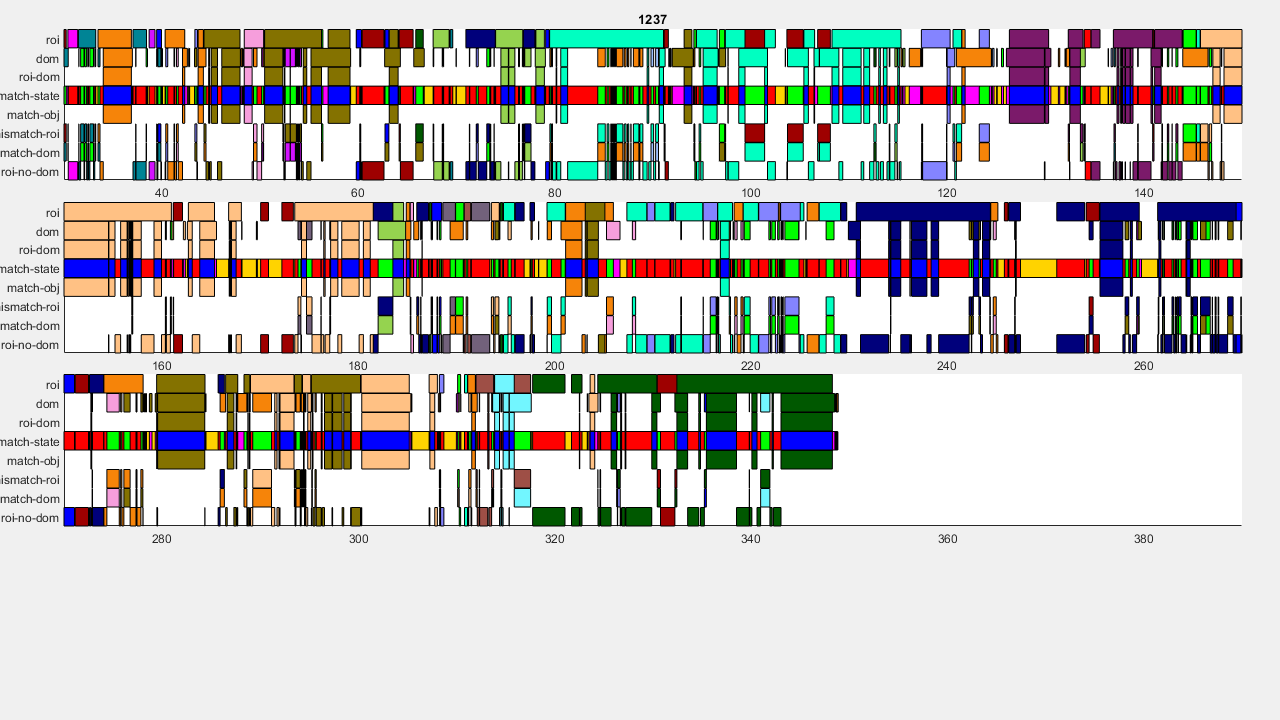 1237
roi
dom
roi-dom
match-state
match-obj
ismatch-roi
match-dom
roi-no-dom
40 60 80 100 120 140
roi
dom
roi-dom
match-state
match-obj
ismatch-roi
match-dom
roi-no-dom
160 180 200 220 240 260
roi
dom
roi-dom
match-state
match-obj
ismatch-roi
match-dom
roi-no-dom
280 300 320 340 360 380